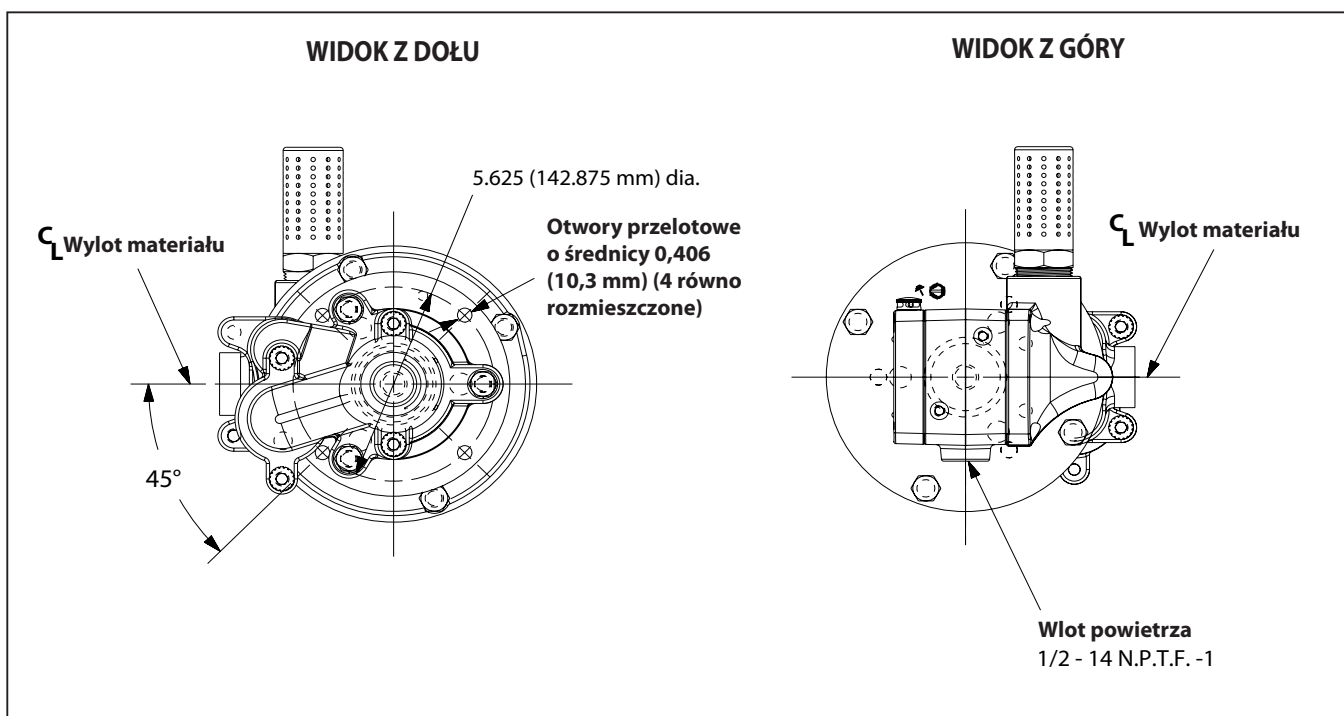 WIDOK Z DOŁU
WIDOK Z GÓRY
5.625 (142.875 mm) dia.
Otwory przelotowe
o średnicy 0,406
(10,3 mm) (4 równo
rozmieszczone)
CL Wylot materiału
45°
CL Wylot materiału
Wlot powietrza
1/2 - 14 N.P.T.F. -1